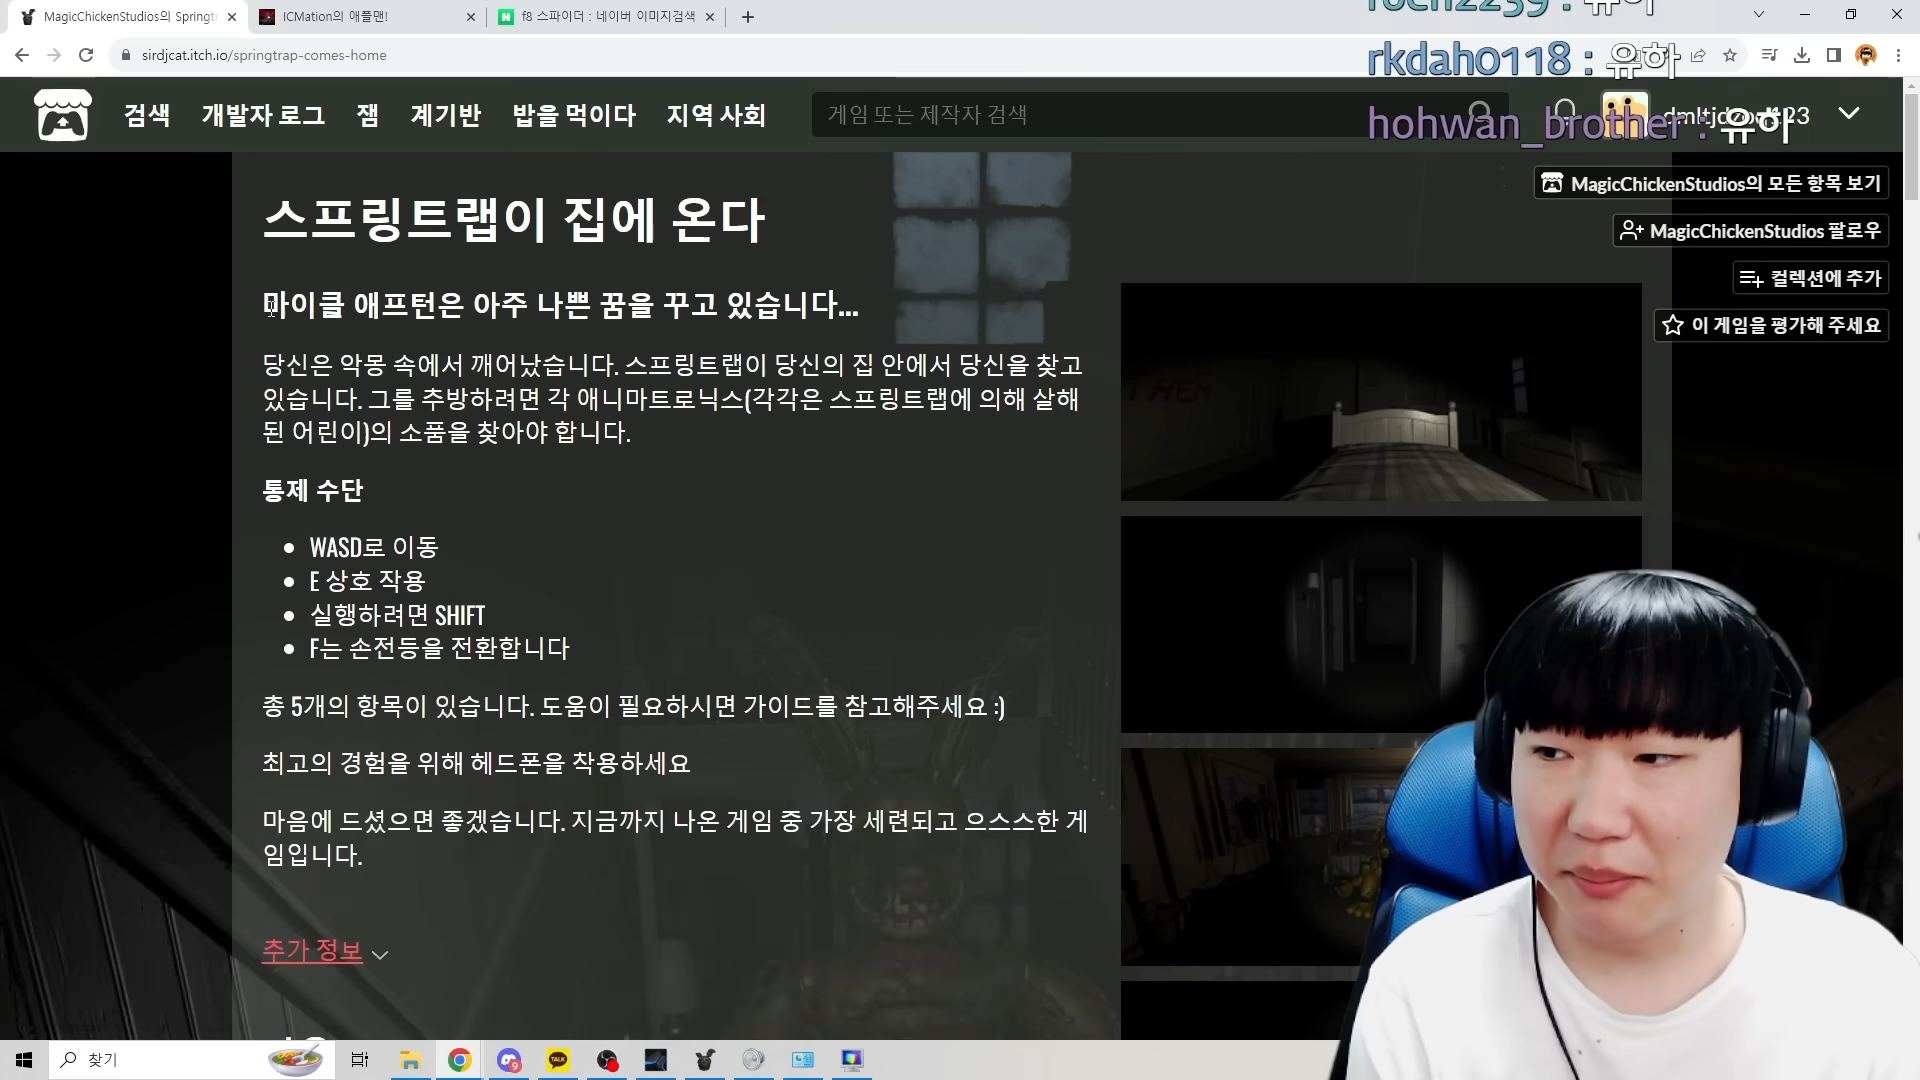 MagicChickenStudios의 Springt
ICMation의 애플맨!
f8 스파이더 : 네이버 이미지검색
sirdjcat.itch.io/springtrap-comes-home
rkdah0118 : 유하
hohwan_brother : 유하
검색 개발자 로그 잼 계기반 밥을 먹이다 지역 사회
게임 또는 제작자 검색
MagicChickenStudios의 모든 항목 보기
MagicChickenStudios 팔로우
컬렉션에 추가
이 게임을 평가해 주세요
스프링트랩이 집에 온다
마이클 애프턴은 아주 나쁜 꿈을 꾸고 있습니다...
당신은 악몽 속에서 깨어났습니다. 스프링트랩이 당신의 집 안에서 당신을 찾고
있습니다. 그를 추방하려면 각 애니마트로닉스(각각은 스프링트랩에 의해 살해
된 어린이)의 소품을 찾아야 합니다.
통제 수단
WASD로 이동
E 상호 작용
실행하려면 SHIFT
F는 손전등을 전환합니다
총 5개의 항목이 있습니다. 도움이 필요하시면 가이드를 참고해주세요 :)
최고의 경험을 위해 헤드폰을 착용하세요
마음에 드셨으면 좋겠습니다. 지금까지 나온 게임 중 가장 세련되고 으스스한 게
임입니다.
추가 정보
찾기
TALK
9